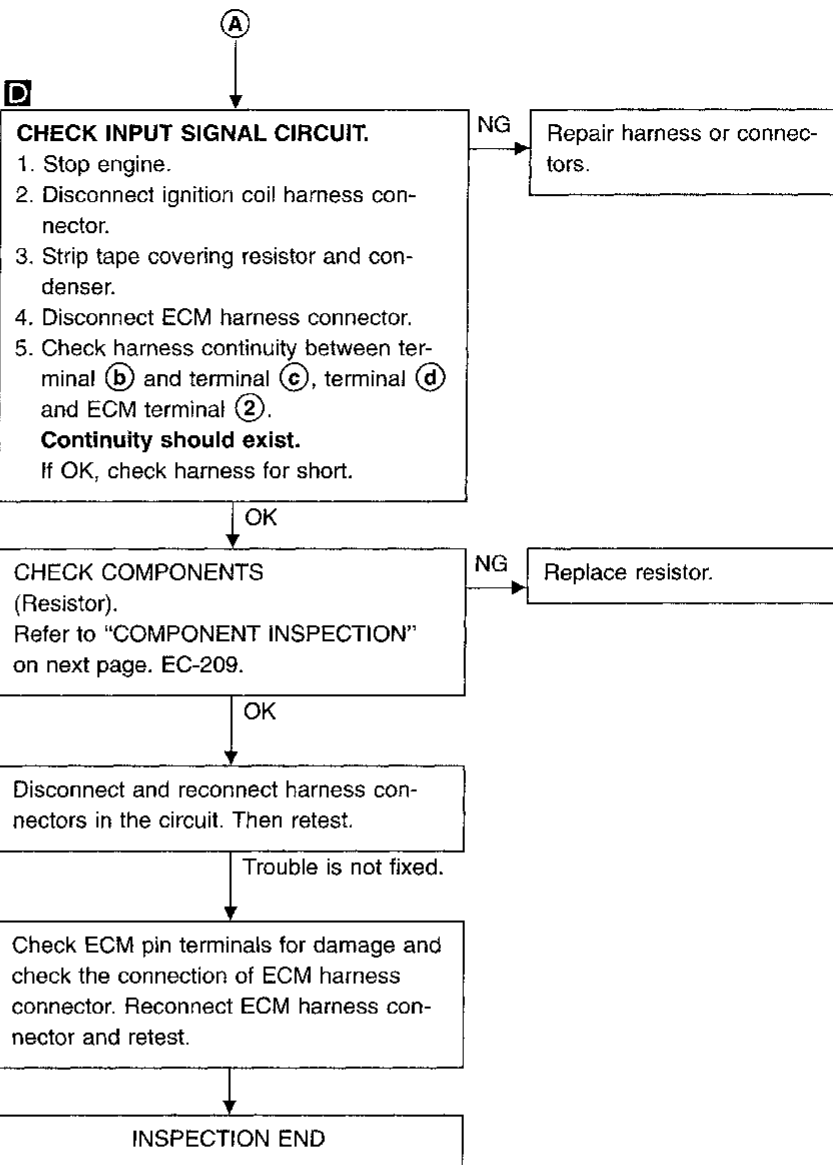 A
D
CHECK INPUT SIGNAL CIRCUIT.
1. Stop engine.
2. Disconnect ignition coil harness con-
nector.
3. Strip tape covering resistor and con-
denser.
4. Disconnect ECM harness connector.
5. Check harness continuity between ter-
minal b and terminal c, terminal d
and ECM terminal 2.
Continuity should exist.
If OK, check harness for short.
NG
Repair harness or connec-
tors.
OK
CHECK COMPONENTS
(Resistor).
Refer to “COMPONENT INSPECTION”
on next page. EC-209.
NG
Replace resistor.
OK
Disconnect and reconnect harness con-
nectors in the circuit. Then retest.
Trouble is not fixed.
Check ECM pin terminals for damage and
check the connection of ECM harness
connector. Reconnect ECM harness con-
nector and retest.
INSPECTION END